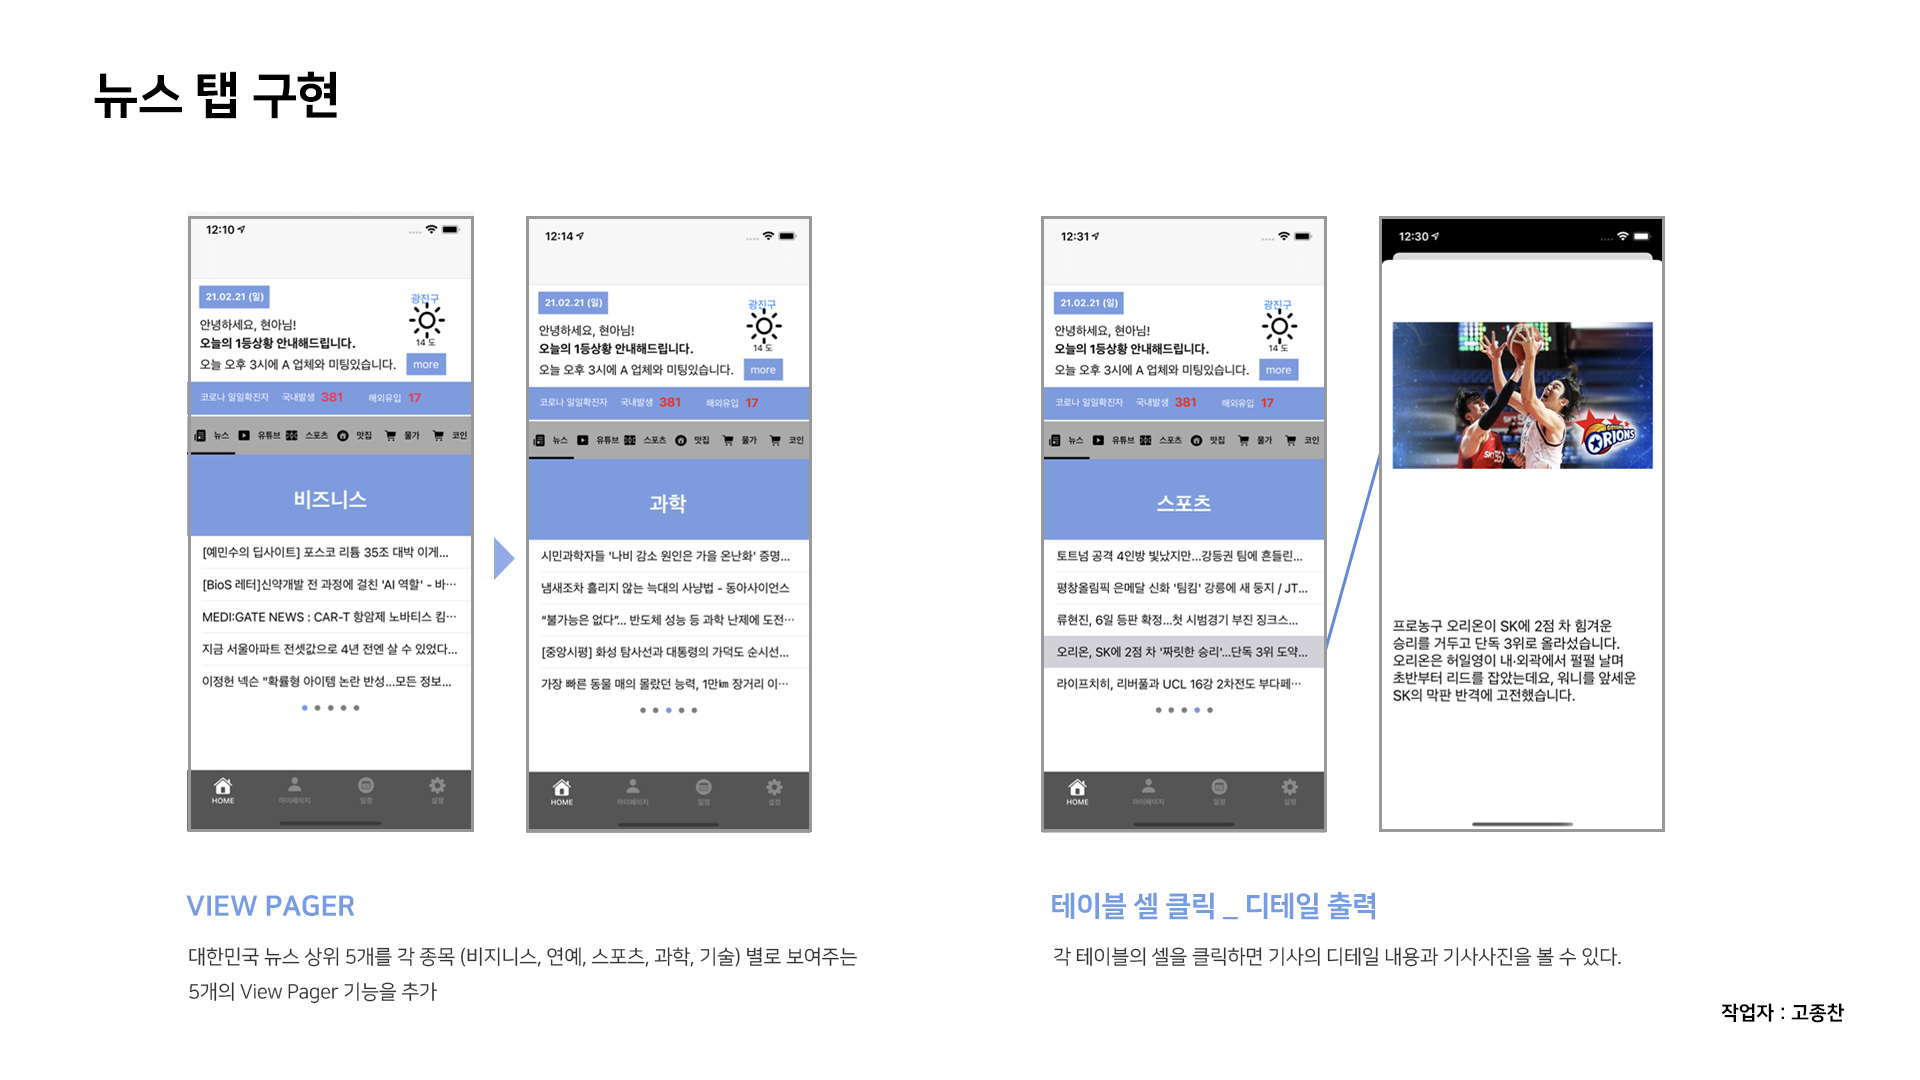 뉴스 탭 구현
12:10
21.02.21 (일)
광진구
안녕하세요, 현아님!
오늘의 1등상황 안내해드립니다.
14 도
오늘 오후 3시에 A 업체와 미팅있습니다.
more
코로나 일일확진자 국내발생 381 해외유입 17
뉴스 유튜브 스포츠 맛집 물가 코인
비즈니스
[예민수의 딥사이트] 포스코 리튬 35조 대박 이게...
[BioS 레터]신약개발 전 과정에 걸친 'AI 역할' - 바...
MEDI:GATE NEWS : CAR-T 항암제 노바티스 킴...
지금 서울아파트 전셋값으로 4년 전엔 살 수 있었다...
이정헌 넥슨 "확률형 아이템 논란 반성...모든 정보...
HOME 마이페이지 일정 설정
12:14
21.02.21 (일)
광진구
안녕하세요, 현아님!
오늘의 1등상황 안내해드립니다.
14 도
오늘 오후 3시에 A 업체와 미팅있습니다.
more
코로나 일일확진자 국내발생 381 해외유입 17
뉴스 유튜브 스포츠 맛집 물가 코인
과학
시민과학자들 '나비 감소 원인은 가을 온난화' 증명...
냄새조차 흘리지 않는 늑대의 사냥법 - 동아사이언스
"불가능은 없다"... 반도체 성능 등 과학 난제에 도전...
[중앙시평] 화성 탐사선과 대통령의 가덕도 순시선...
가장 빠른 동물 매의 몰랐던 능력, 1만㎞ 장거리 이...
HOME 마이페이지 일정 설정
12:31
21.02.21 (일)
광진구
안녕하세요, 현아님!
오늘의 1등상황 안내해드립니다.
14 도
오늘 오후 3시에 A 업체와 미팅있습니다.
more
코로나 일일확진자 국내발생 381 해외유입 17
뉴스 유튜브 스포츠 맛집 물가 코인
스포츠
토트넘 공격 4인방 빛났지만...강등권 팀에 흔들린...
평창올림픽 은메달 신화 '팀킴' 강릉에 새 둥지 / JT...
류현진, 6일 등판 확정...첫 시범경기 부진 징크스...
오리온, SK에 2점 차 '짜릿한 승리'...단독 3위 도약...
라이프치히, 리버풀과 UCL 16강 2차전도 부다페...
HOME 마이페이지 일정 설정
12:30
ORIONS
프로농구 오리온이 SK에 2점 차 힘겨운
승리를 거두고 단독 3위로 올라섰습니다.
오리온은 허일영이 내·외곽에서 펄펄 날며
초반부터 리드를 잡았는데요, 워니를 앞세운
SK의 막판 반격에 고전했습니다.
VIEW PAGER
대한민국 뉴스 상위 5개를 각 종목 (비지니스, 연예, 스포츠, 과학, 기술) 별로 보여주는
5개의 View Pager 기능을 추가
테이블 셀 클릭 _ 디테일 출력
각 테이블의 셀을 클릭하면 기사의 디테일 내용과 기사사진을 볼 수 있다.
작업자 : 고종찬